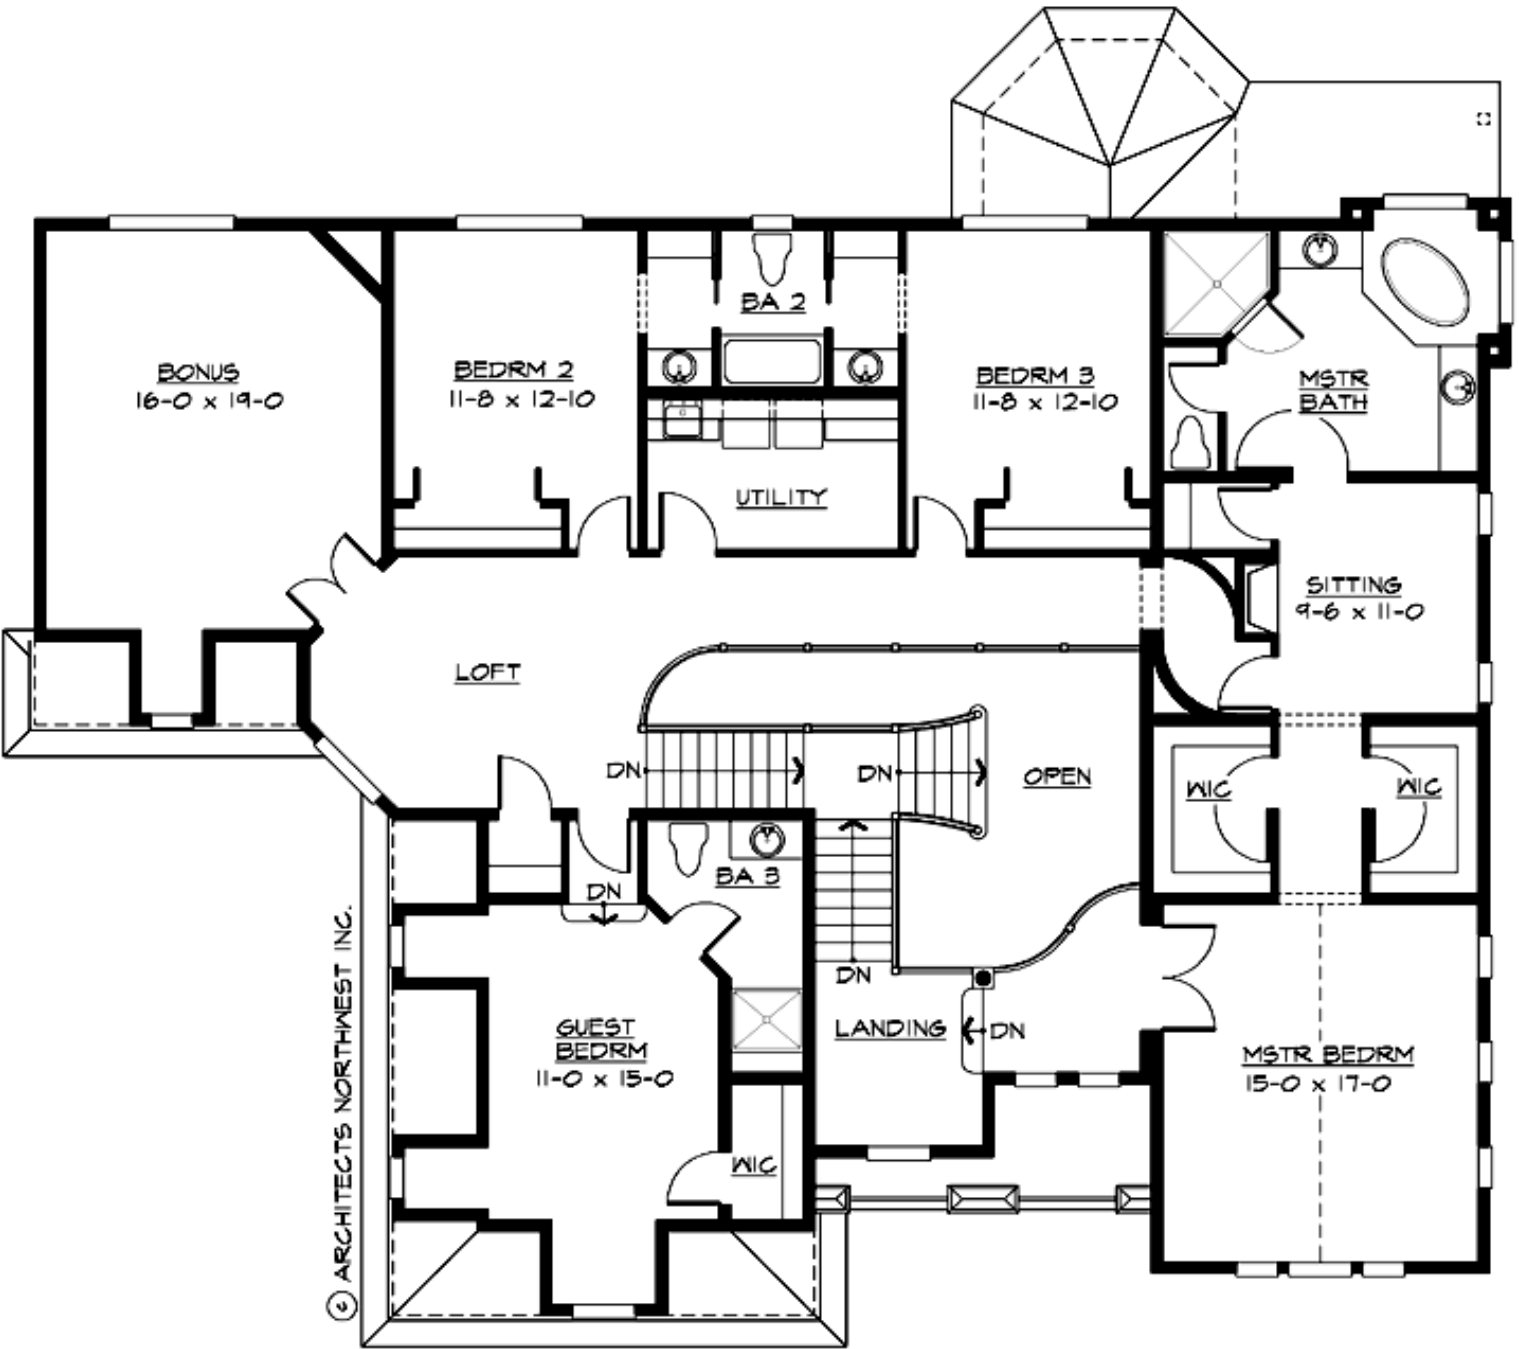 BONUS
16-0 x 19-0
BEDRM 2
11-8 x 12-10
BA 2
BEDRM 3
11-8 x 12-10
MSTR
BATH
UTILITY
SITTING
9-6 x 11-0
LOFT
DN
DN
OPEN
WIC
WIC
BA 3
DN
DN
LANDING
DN
GUEST
BEDRM
11-0 x 15-0
MSTR BEDRM
15-0 x 17-0
WIC
© ARCHITECTS NORTHWEST INC.